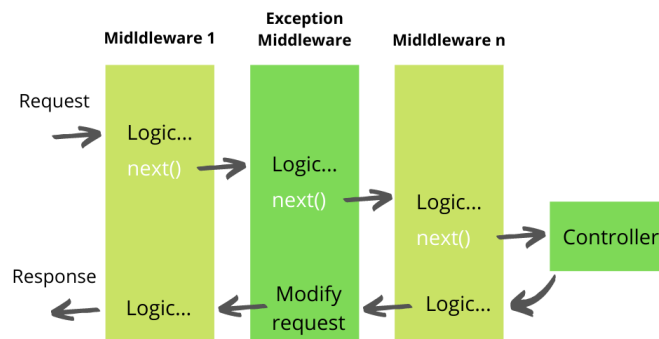 Midldleware 1
Exception
Middleware
Midldleware n
Request
Logic...
next()
Logic...
next()
Logic...
next()
Controller
Response
Logic...
Modify
request
Logic...